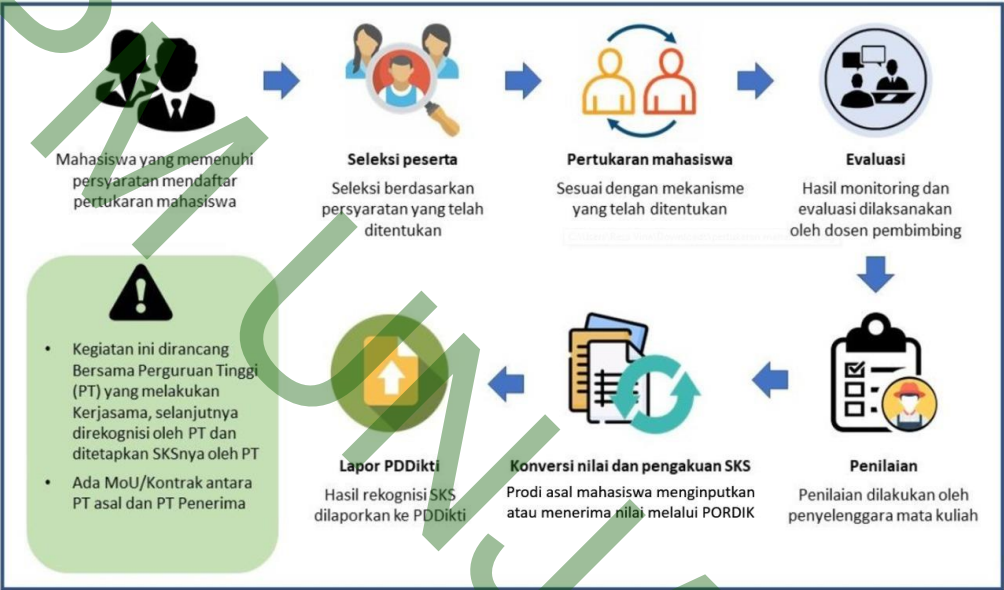 Mahasiswa yang memenuhi
persyaratan mendaftar
pertukaran mahasiswa
Seleksi peserta
Seleksi berdasarkan
persyaratan yang telah
ditentukan
Pertukaran mahasiswa
Sesuai dengan mekanisme
yang telah ditentukan
Evaluasi
Hasil monitoring dan
evaluasi dilaksanakan
oleh dosen pembimbing
Penilaian
Penilaian dilakukan oleh
penyelenggara mata kuliah
Konversi nilai dan pengakuan SKS
Prodi asal mahasiswa menginputkan
atau menerima nilai melalui PORDIK
Lapor PDDikti
Hasil rekognisi SKS
dilaporkan ke PDDikti
• Kegiatan ini dirancang
Bersama Perguruan Tinggi
(PT) yang melakukan
Kerjasama, selanjutnya
direkognisi oleh PT dan
ditetapkan SKSnya oleh PT
• Ada MoU/Kontrak antara
PT asal dan PT Penerima